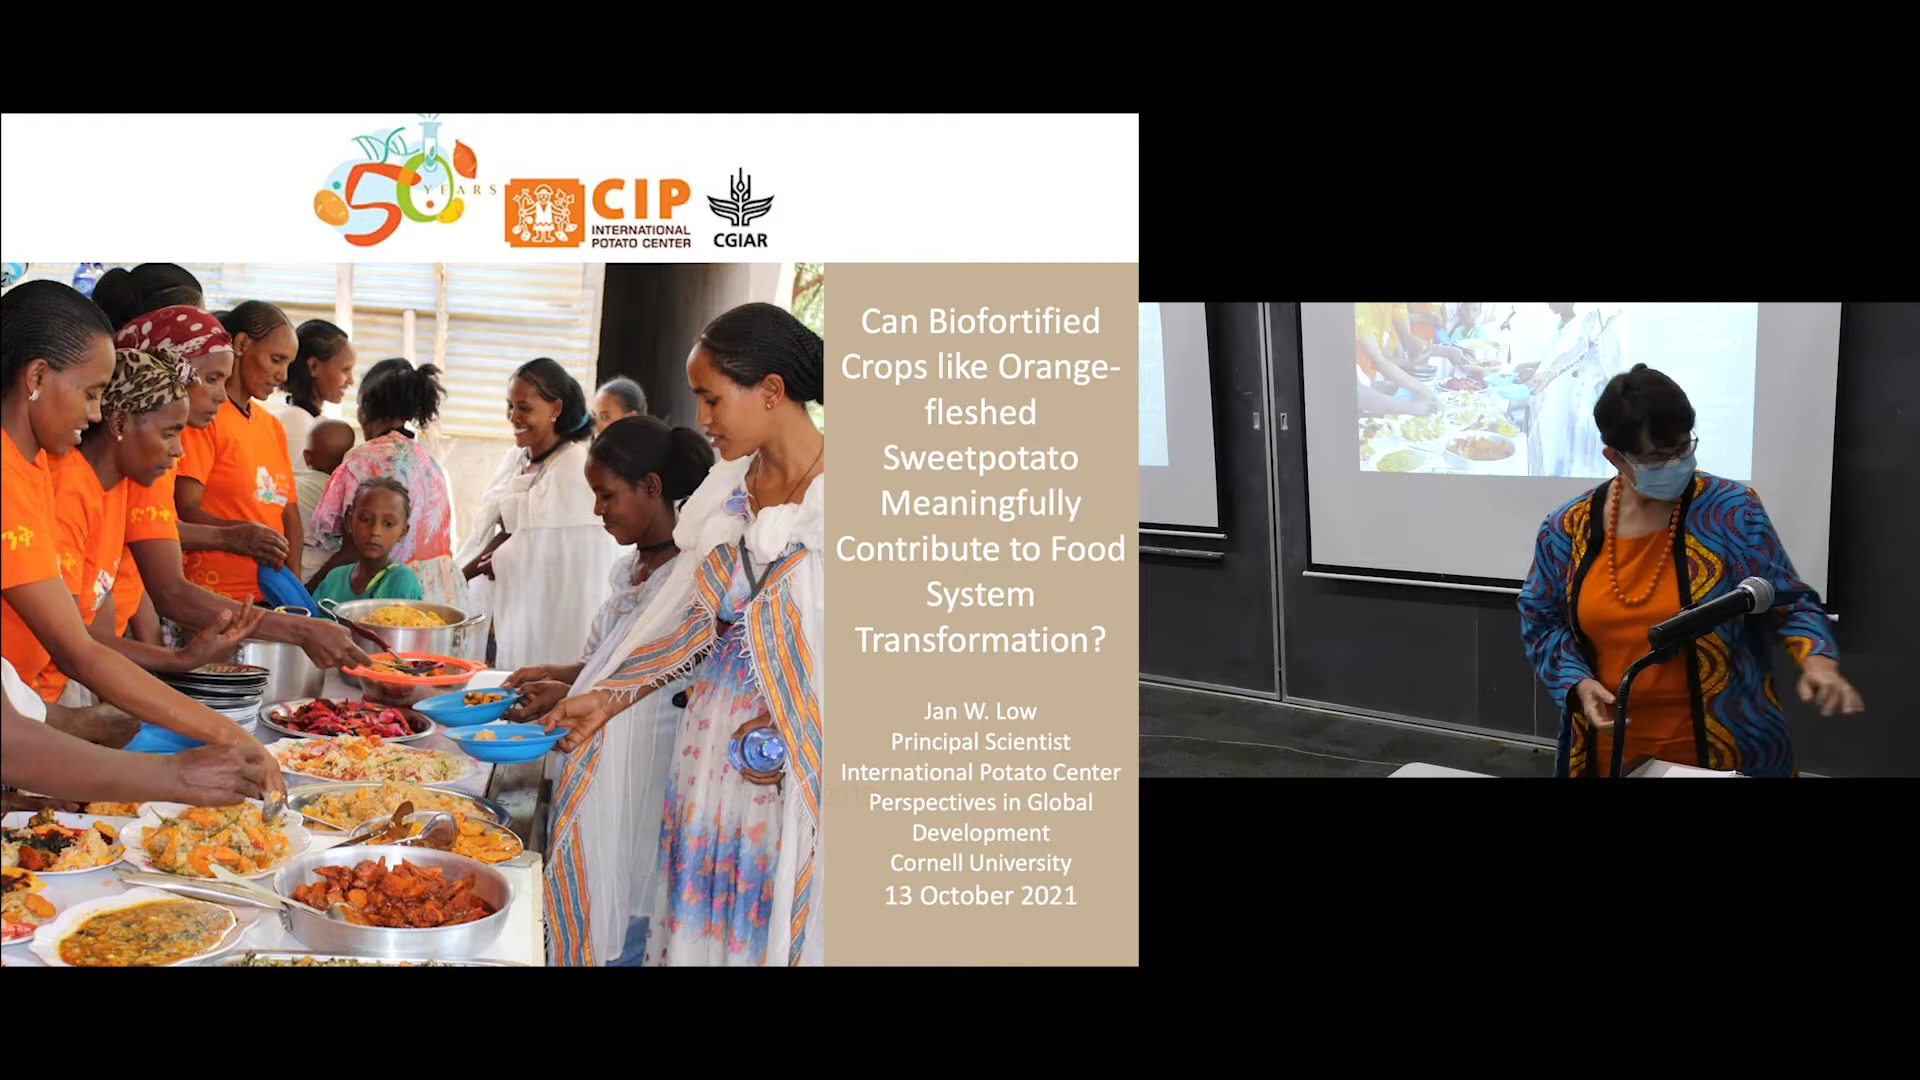 50
YEARS
CIP
INTERNATIONAL
POTATO CENTER
CGIAR
Can Biofortified
Crops like Orange-
fleshed
Sweetpotato
Meaningfully
Contribute to Food
System
Transformation?
Jan W. Low
Principal Scientist
International Potato Center
Perspectives in Global
Development
Cornell University
13 October 2021